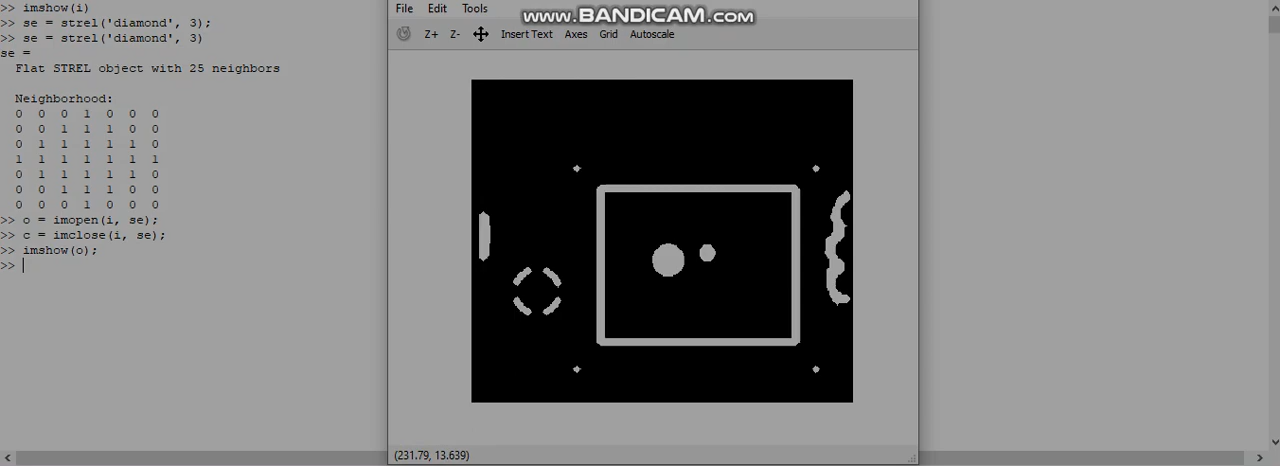 >> imshow(i)
>> se = strel('diamond', 3);
>> se = strel('diamond', 3)
se =
Flat STREL object with 25 neighbors
Neighborhood:
0 0 0 1 0 0 0
0 0 1 1 1 0 0
0 1 1 1 1 1 0
1 1 1 1 1 1 1
0 1 1 1 1 1 0
0 0 1 1 1 0 0
0 0 0 1 0 0 0
>> o = imopen(i, se);
>> c = imclose(i, se);
>> imshow(o);
>>
File Edit Tools
www.BANDICAM.com
Z+ Z- Insert Text Axes Grid Autoscale
(231.79, 13.639)